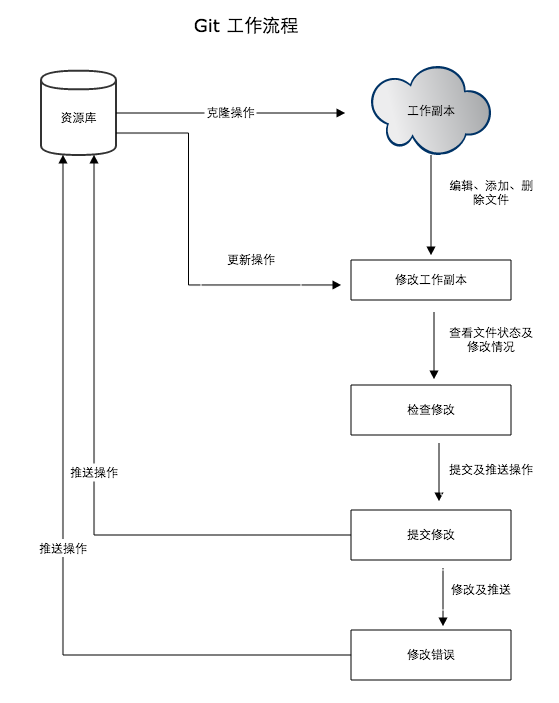 Git 工作流程
资源库
克隆操作
工作副本
编辑、添加、删
除文件
更新操作
修改工作副本
查看文件状态及
修改情况
检查修改
推送操作
提交及推送操作
提交修改
推送操作
修改及推送
修改错误